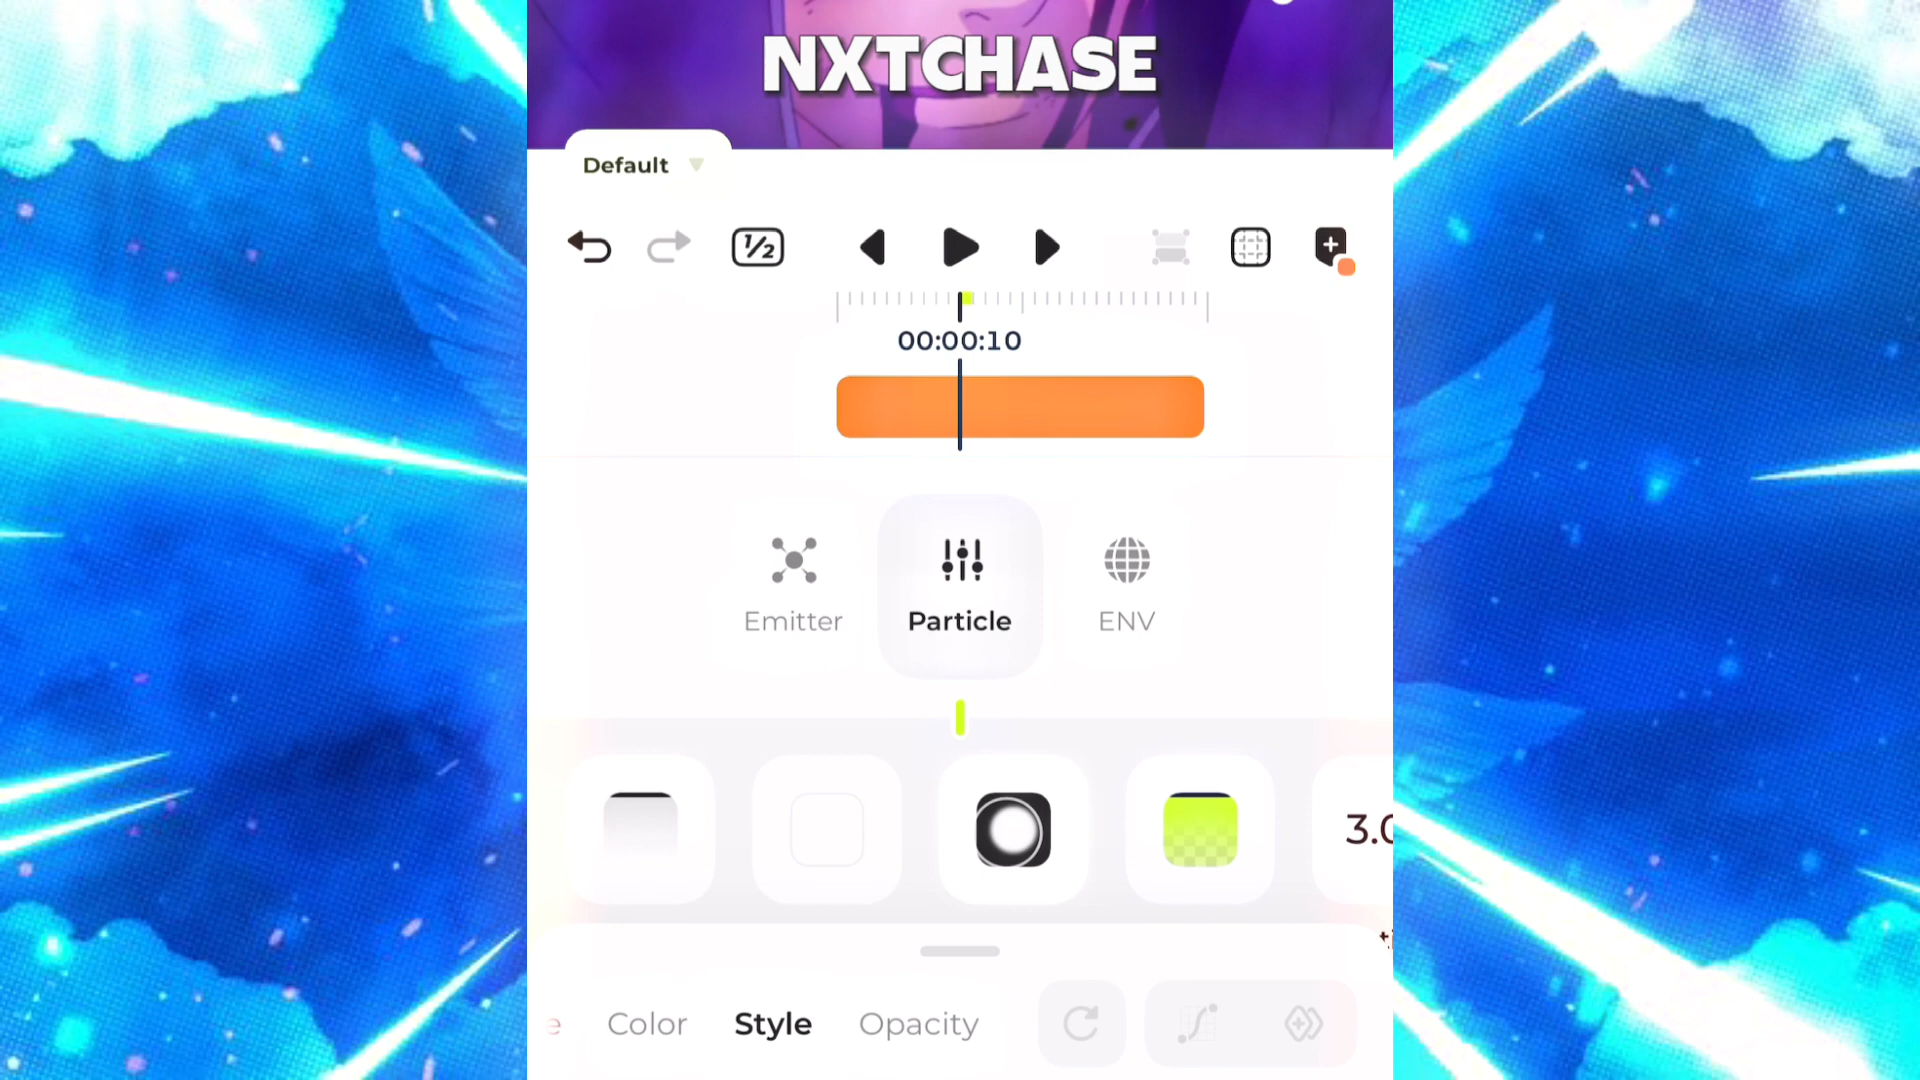 NXTCHASE
Default
1/2
00:00:10
Emitter
Particle
ENV
3.0
e Color Style Opacity